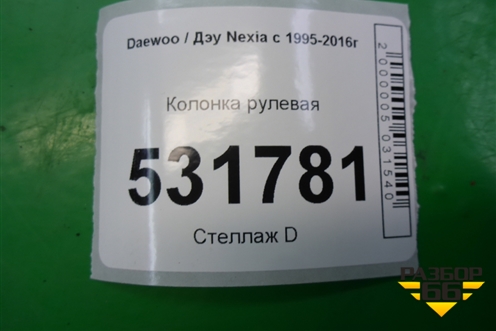 Daewoo / Дэу Nexia с 1995-2016г
Колонка рулевая
531781
Стеллаж D
2000005031540
РАЗБОР
66